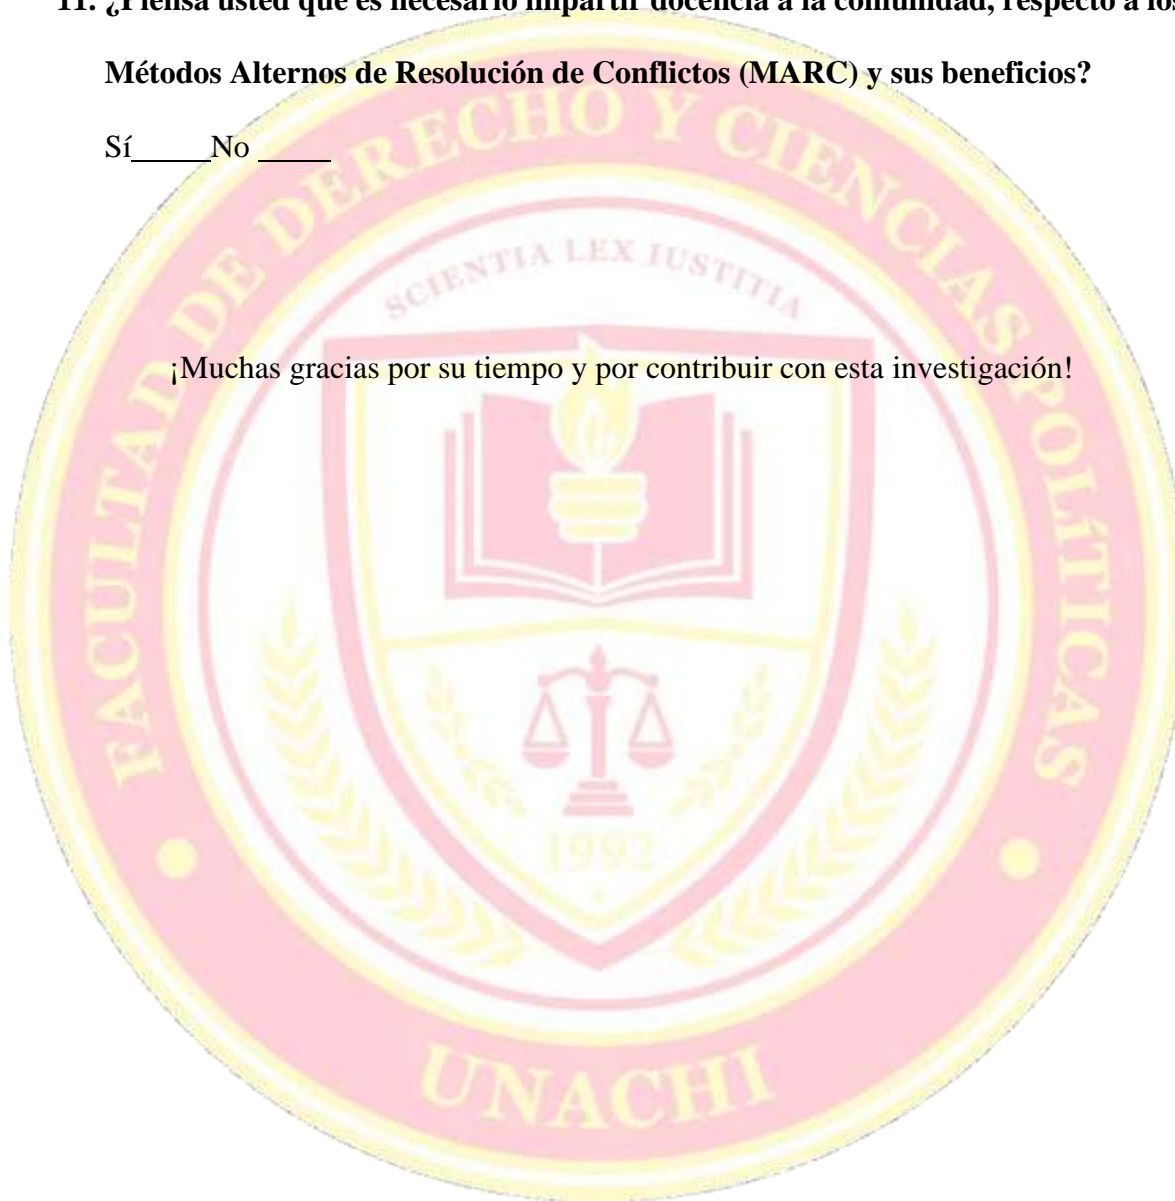 11. ¿Piensa usted que es necesario impartir docencia a la comunidad, respecto a los
Métodos Alternos de Resolución de Conflictos (MARC) y sus beneficios?
Sí_____No _____
FACULTAD DE DERECHO Y CIENCIAS POLÍTICAS
SCIENTIA LEX IUSTITIA
¡Muchas gracias por su tiempo y por contribuir con esta investigación!
1992
UNACHI